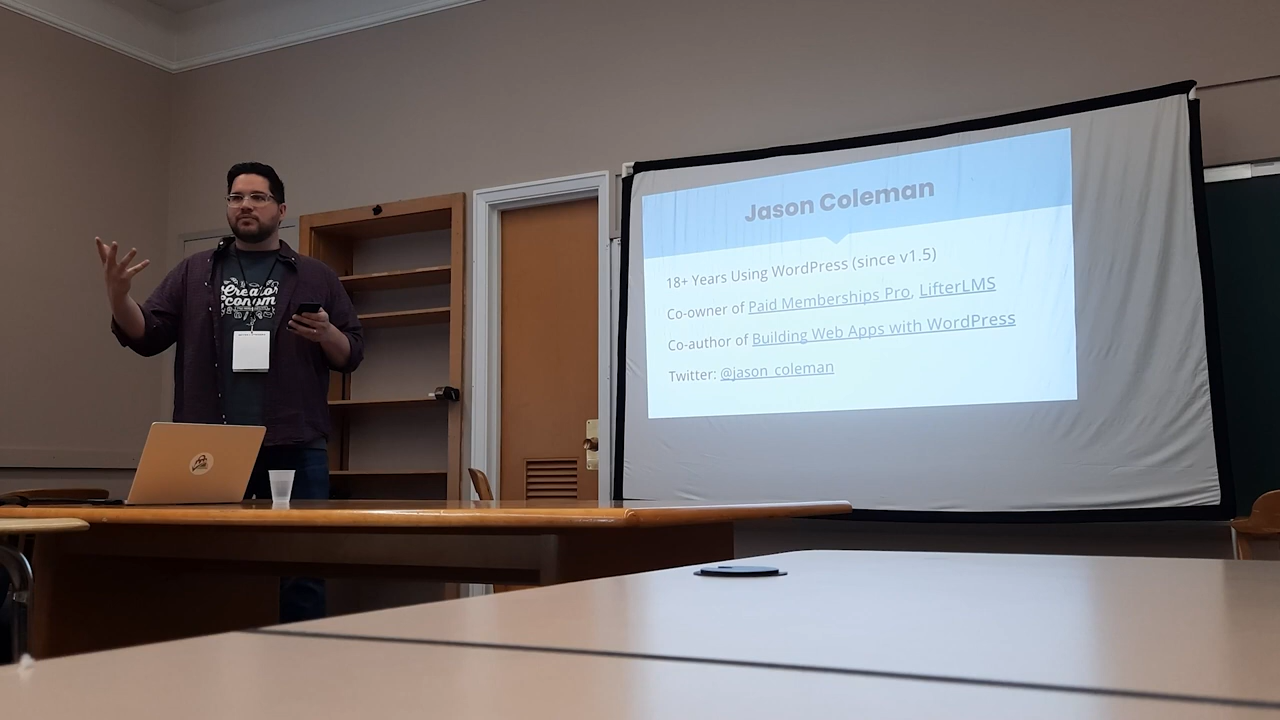 Jason Coleman
18+ Years Using WordPress (since v1.5)
Co-owner of Paid Memberships Pro, LifterLMS
Co-author of Building Web Apps with WordPress
Twitter: @jason_coleman
Creator